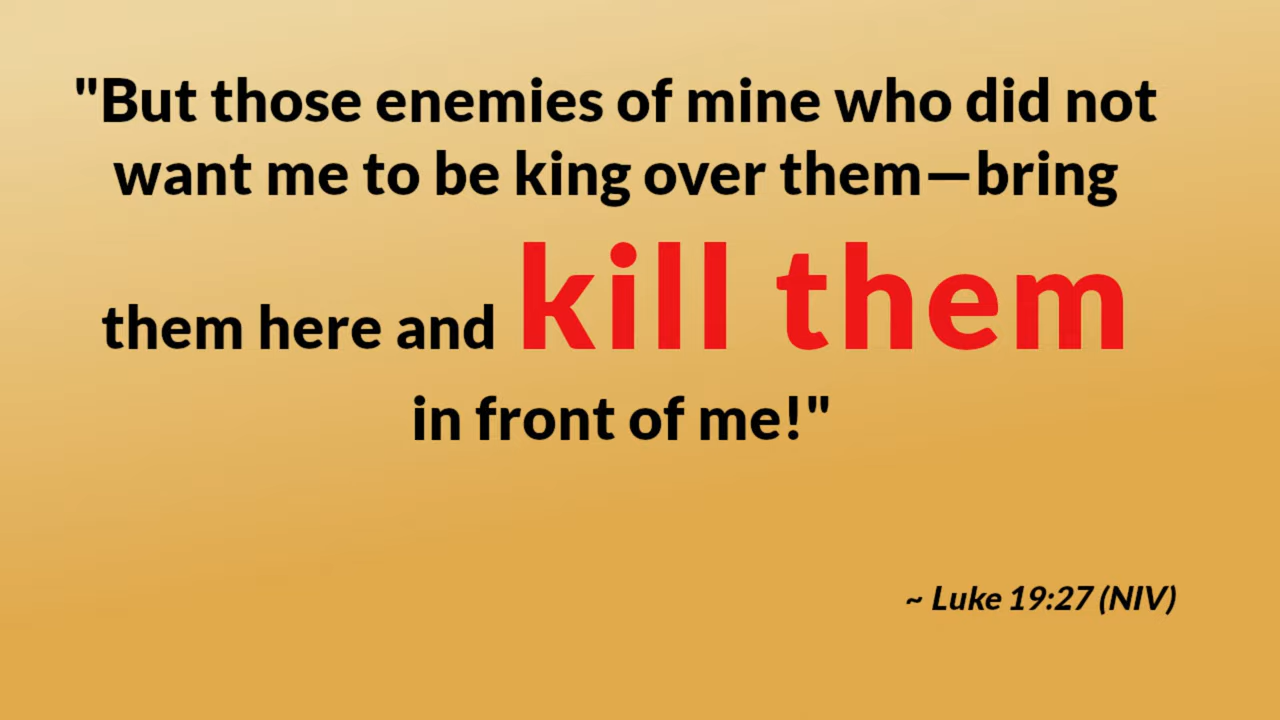 "But those enemies of mine who did not
want me to be king over them—bring
them here and kill them
in front of me!"
~ Luke 19:27 (NIV)